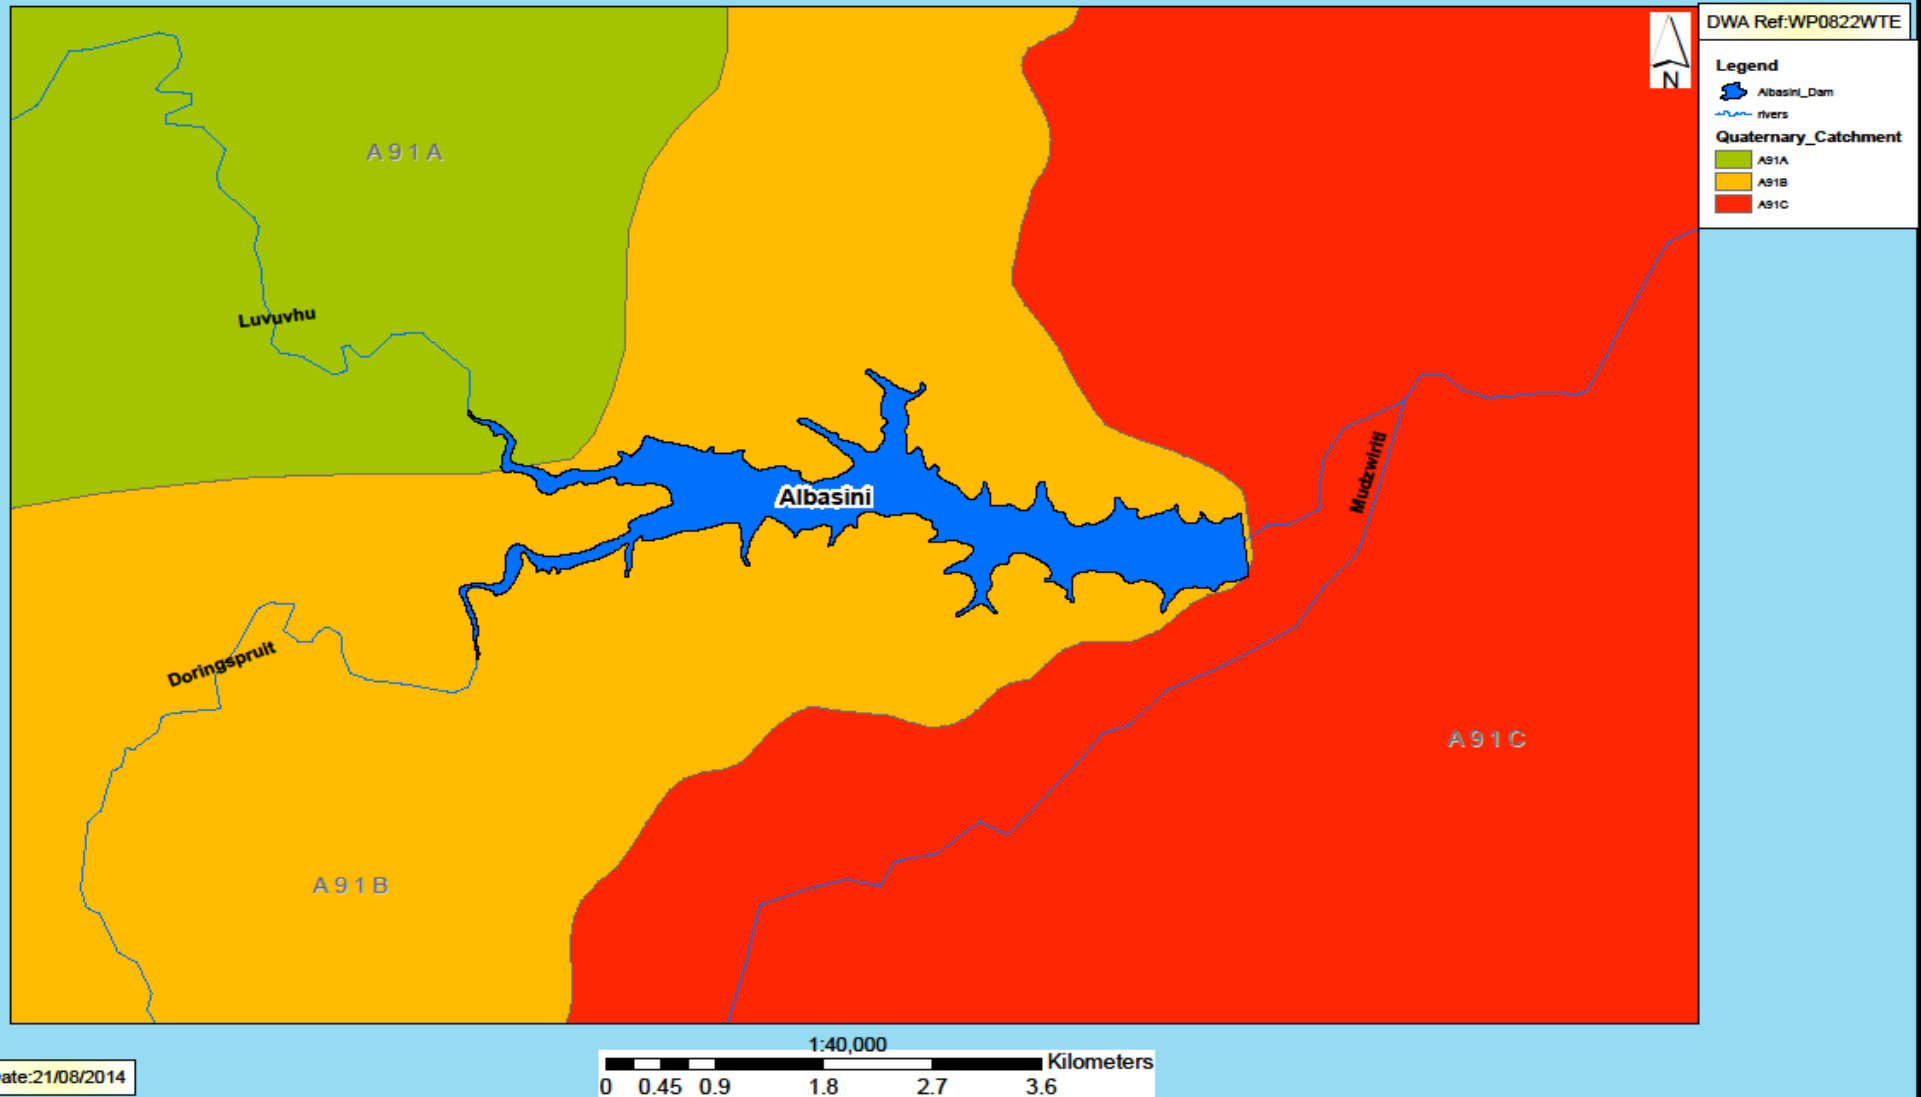 DWA Ref:WP0822WTE
N
Legend
Albasini_Dam
rivers
Quaternary_Catchment
A91A
A91B
A91C
A91A
Luvuvhu
Albasini
Mudzwiriti
Doringspruit
A91C
A91B
1:40,000
Kilometers
0 0.45 0.9 1.8 2.7 3.6
ate:21/08/2014